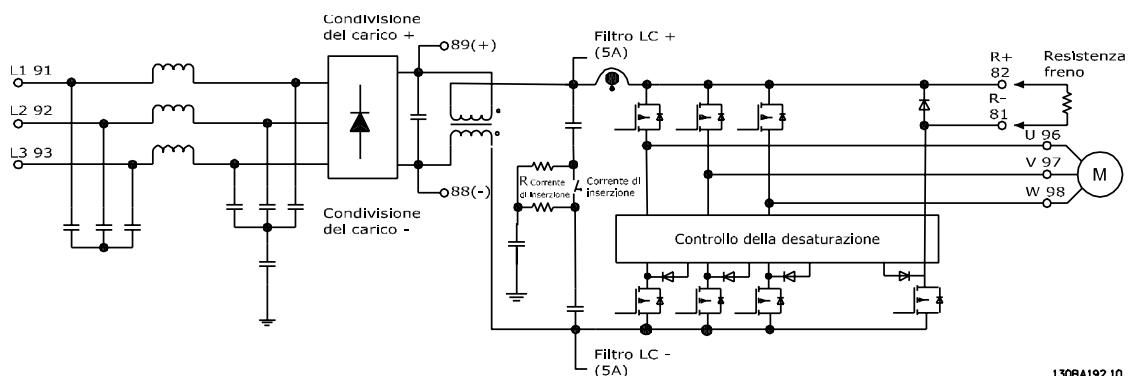 Condivisione
del carico +
89(+)
Filtro LC +
(5A)
L1 91
L2 92
L3 93
R+
82
Resistenza
freno
R-
81
U 96
V 97
W 98
M
R Corrente
di inserzione
Corrente di
inserzione
88(-)
Condivisione
del carico -
Controllo della desaturazione
Filtro LC -
(5A)
130BA192.10